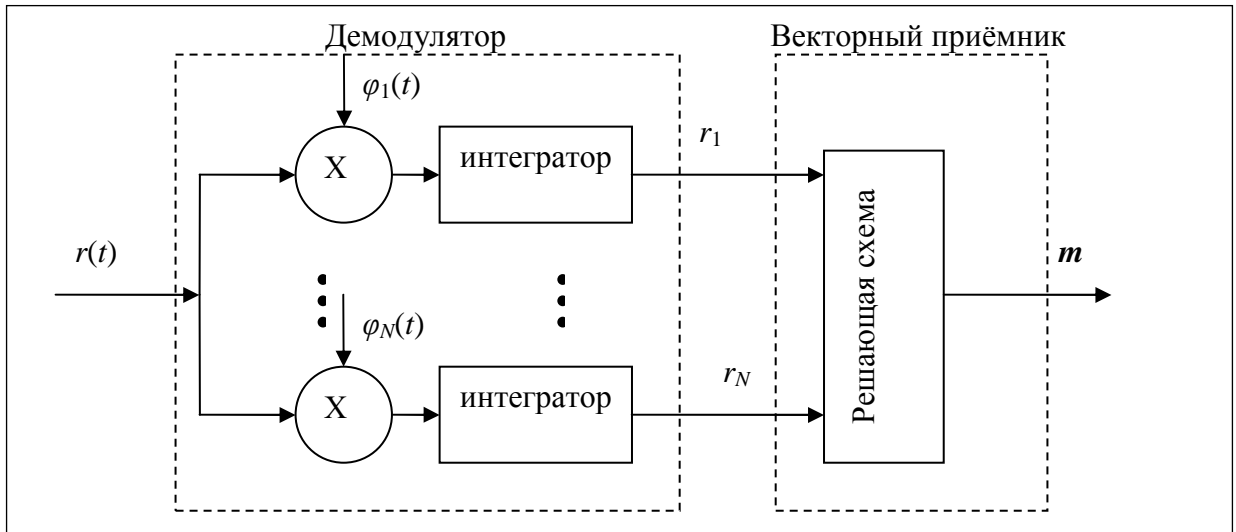 Демодулятор
Векторный приёмник
φ₁(t)
X
интегратор
r₁
r(t)
Решающая схема
m
φN(t)
X
интегратор
rN